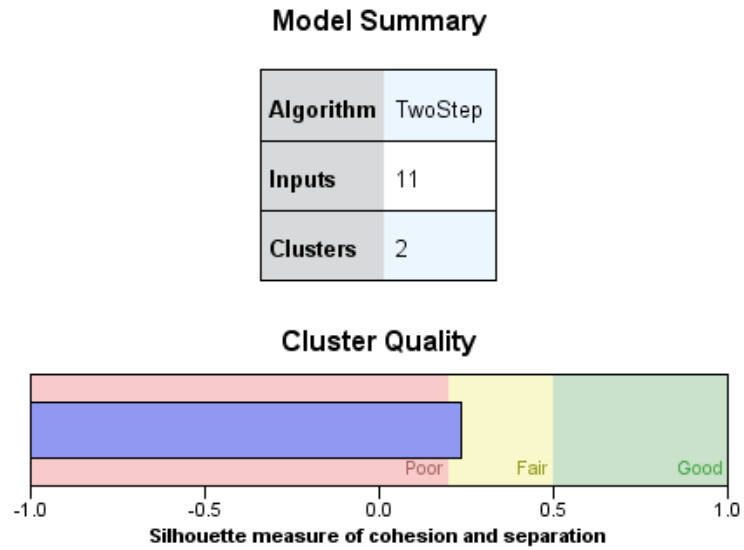 Model Summary
Algorithm TwoStep
Inputs 11
Clusters 2
Cluster Quality
Poor Fair Good
-1.0 -0.5 0.0 0.5 1.0
Silhouette measure of cohesion and separation